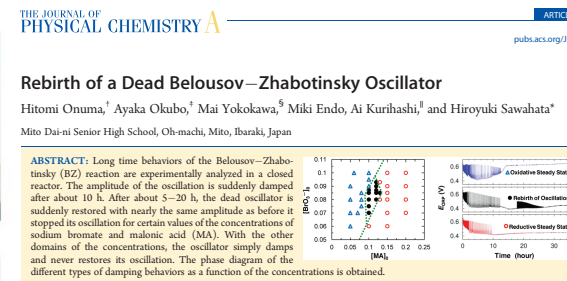 THE JOURNAL OF
PHYSICAL CHEMISTRY A
ARTIC
pubs.acs.org/J
Rebirth of a Dead Belousov−Zhabotinsky Oscillator
Hitomi Onuma,† Ayaka Okubo,‡ Mai Yokokawa,§ Miki Endo, Ai Kurihashi,∥ and Hiroyuki Sawahata*
Mito Dai-ni Senior High School, Oh-machi, Mito, Ibaraki, Japan
ABSTRACT: Long time behaviors of the Belousov−Zhabo-
tinsky (BZ) reaction are experimentally analyzed in a closed
reactor. The amplitude of the oscillation is suddenly damped
after about 10 h. After about 5−20 h, the dead oscillator is
suddenly restored with nearly the same amplitude as before it
stopped its oscillation for certain values of the concentrations of
sodium bromate and malonic acid (MA). With the other
domains of the concentrations, the oscillator simply damps
and never restores its oscillation. The phase diagram of the
different types of damping behaviors as a function of the concentrations is obtained.
0.11
0.1
0.09
0.08
0.07
0.06
0.05
[BrO₃⁻]₀
0 0.05 0.1 0.15 0.2 0.25
[MA]₀
0.6
0.4
Oxidative Steady Stat
0.6
0.4
Rebirth of Oscillation
0.6
0.4
Reductive Steady Stat
E_ORP (V)
0 10 20 30
Time (hour)